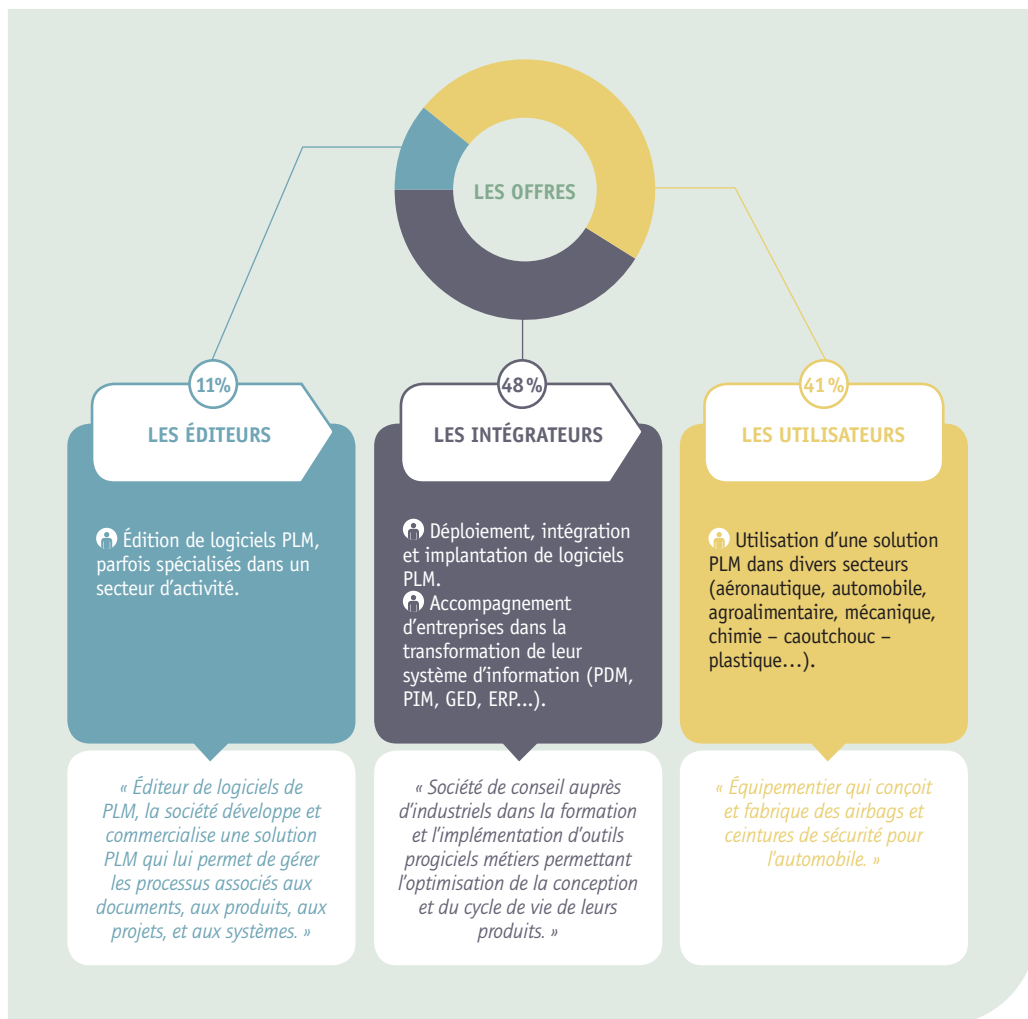 LES OFFRES
11%
LES ÉDITEURS
Édition de logiciels PLM,
parfois spécialisés dans un
secteur d’activité.
« Éditeur de logiciels de
PLM, la société développe et
commercialise une solution
PLM qui lui permet de gérer
les processus associés aux
documents, aux produits, aux
projets, et aux systèmes. »
48 %
LES INTÉGRATEURS
Déploiement, intégration
et implantation de logiciels
PLM.
Accompagnement
d’entreprises dans la
transformation de leur
système d’information (PDM,
PIM, GED, ERP...).
« Société de conseil auprès
d’industriels dans la formation
et l’implémentation d’outils
progiciels métiers permettant
l’optimisation de la conception
et du cycle de vie de leurs
produits. »
41 %
LES UTILISATEURS
Utilisation d’une solution
PLM dans divers secteurs
(aéronautique, automobile,
agroalimentaire, mécanique,
chimie – caoutchouc –
plastique…).
« Équipementier qui conçoit
et fabrique des airbags et
ceintures de sécurité pour
l’automobile. »